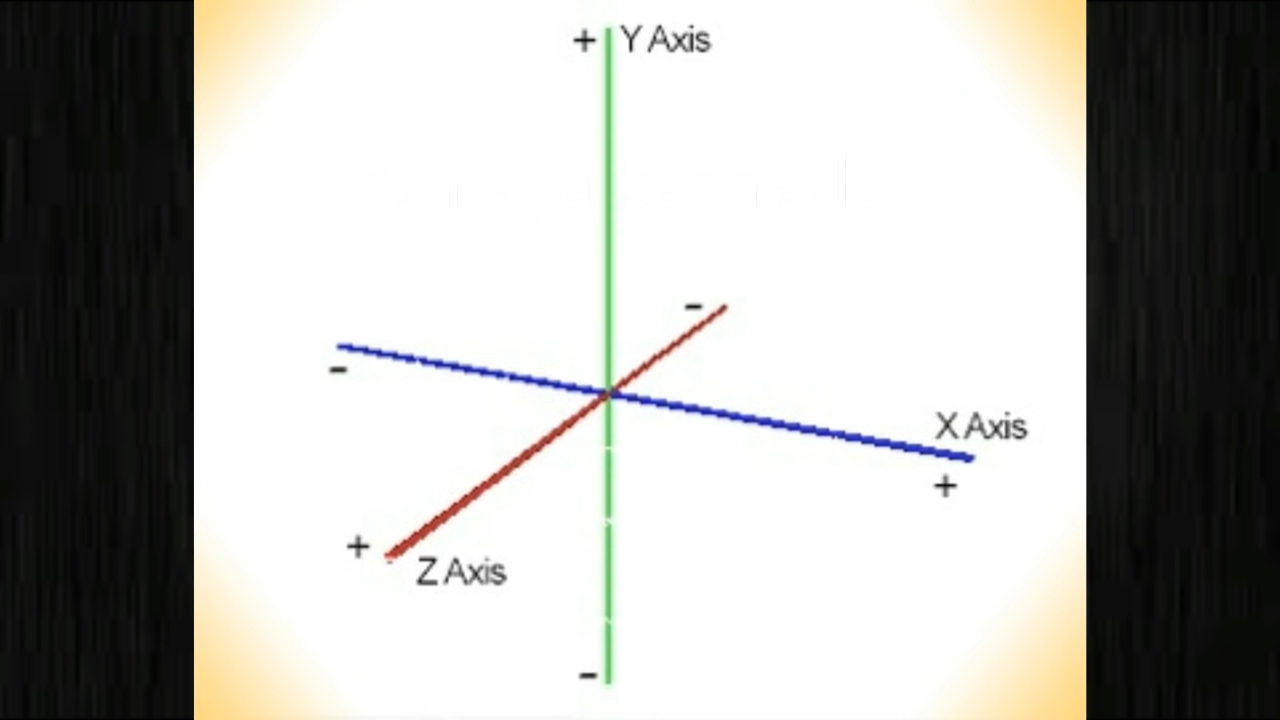 + Y Axis
-
-
X Axis
+
+
Z Axis
-